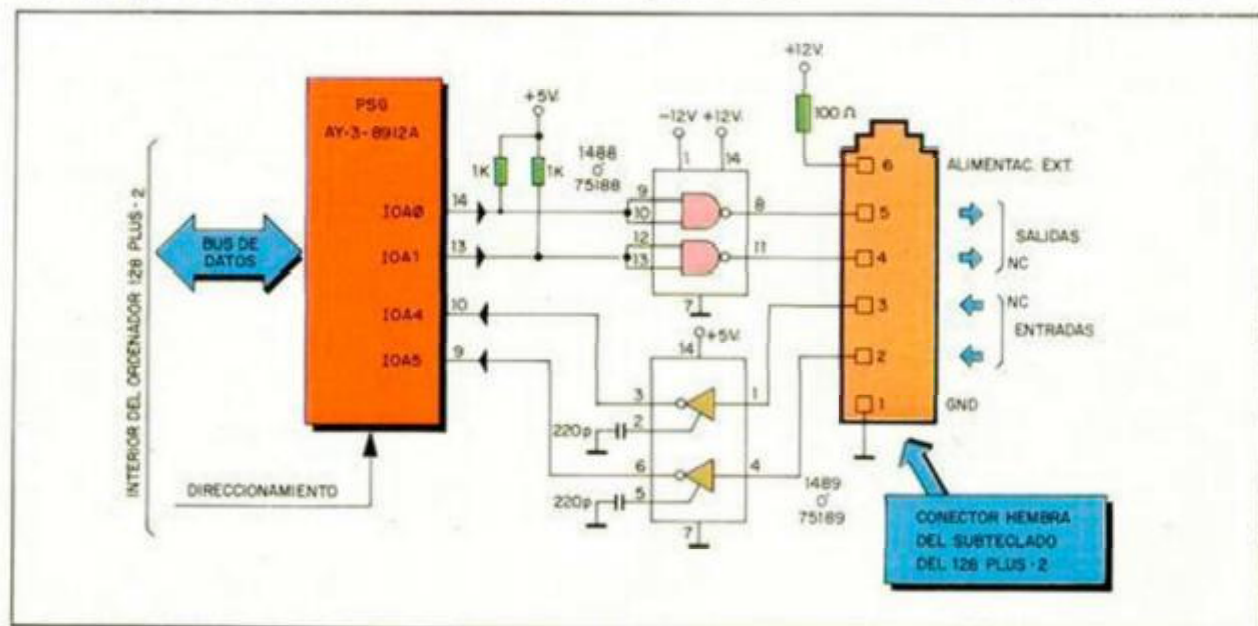 INTERIOR DEL ORDENADOR 128 PLUS-2
BUS DE
DATOS
DIRECCIONAMIENTO
PSG
AY-3-8912A
IOA0
IOA1
IOA4
IOA5
14
13
10
9
+5V.
1K
1K
1488
o'
75188
-12V
+12V.
1
14
9
10
12
13
8
11
7
+5V.
14
3
2
220p
6
5
220p
1
4
7
1489
o'
75189
+12V.
100Ω
6
5
4
3
2
1
ALIMENTAC. EXT.
SALIDAS
NC
NC
ENTRADAS
GND
CONECTOR HEMBRA
DEL SUBTECLADO
DEL 128 PLUS-2